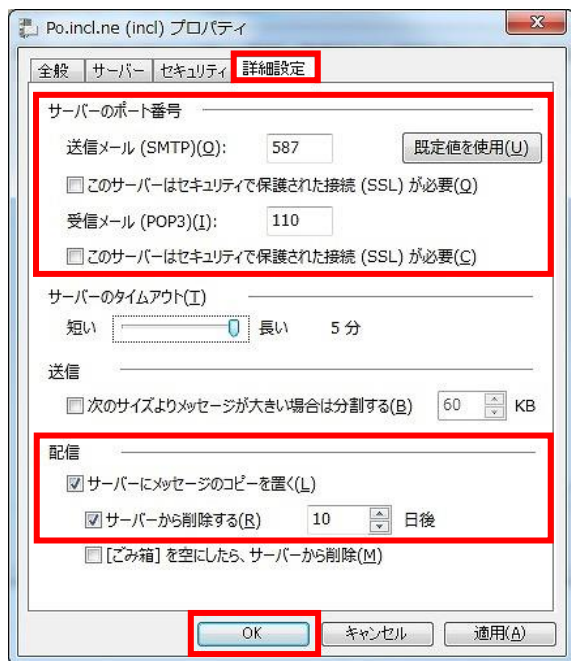 Po.incl.ne (incl) プロパティ
全般 サーバー セキュリティ 詳細設定
サーバーのポート番号
送信メール (SMTP)(O): 587 既定値を使用(U)
このサーバーはセキュリティで保護された接続 (SSL) が必要(Q)
受信メール (POP3)(I): 110
このサーバーはセキュリティで保護された接続 (SSL) が必要(C)
サーバーのタイムアウト(T)
短い 長い 5 分
送信
次のサイズよりメッセージが大きい場合は分割する(B) 60 KB
配信
サーバーにメッセージのコピーを置く(L)
サーバーから削除する(R) 10 日後
[ごみ箱] を空にしたら、サーバーから削除(M)
OK キャンセル 適用(A)